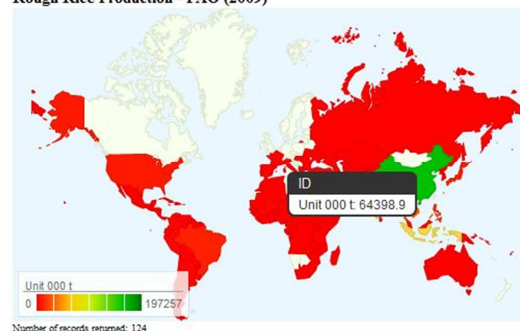 Rough Rice Production - FAO (2009)
ID
Unit 000 t: 64398.9
Unit 000 t
0 197257
Number of records returned: 124